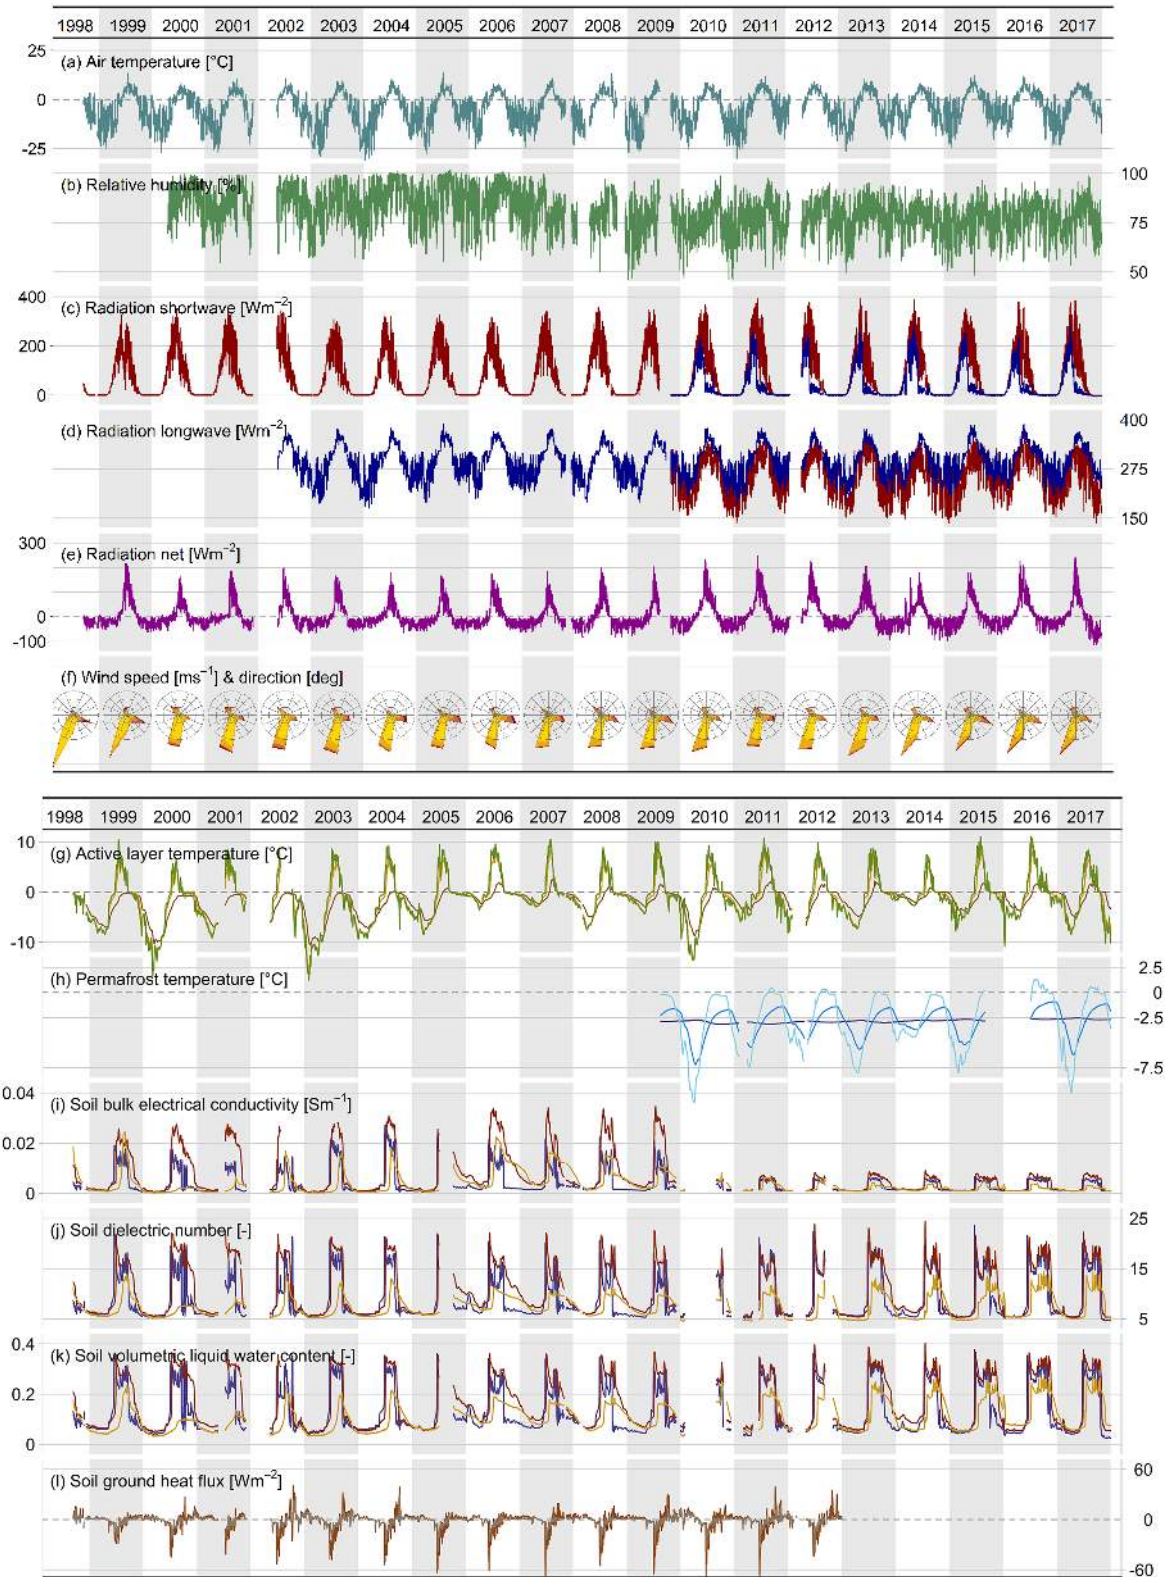 1998 1999 2000 2001 2002 2003 2004 2005 2006 2007 2008 2009 2010 2011 2012 2013 2014 2015 2016 2017
25
(a) Air temperature [°C]
0
-25
(b) Relative humidity [%]
100
75
50
400
(c) Radiation shortwave [Wm⁻²]
200
0
(d) Radiation longwave [Wm⁻²]
400
275
150
300
(e) Radiation net [Wm⁻²]
0
-100
(f) Wind speed [ms⁻¹] & direction [deg]
1998 1999 2000 2001 2002 2003 2004 2005 2006 2007 2008 2009 2010 2011 2012 2013 2014 2015 2016 2017
10
(g) Active layer temperature [°C]
0
-10
(h) Permafrost temperature [°C]
2.5
0
-2.5
-7.5
0.04
(i) Soil bulk electrical conductivity [Sm⁻¹]
0.02
0
(j) Soil dielectric number [-]
25
15
5
0.4
(k) Soil volumetric liquid water content [-]
0.2
0
(l) Soil ground heat flux [Wm⁻²]
60
0
-60